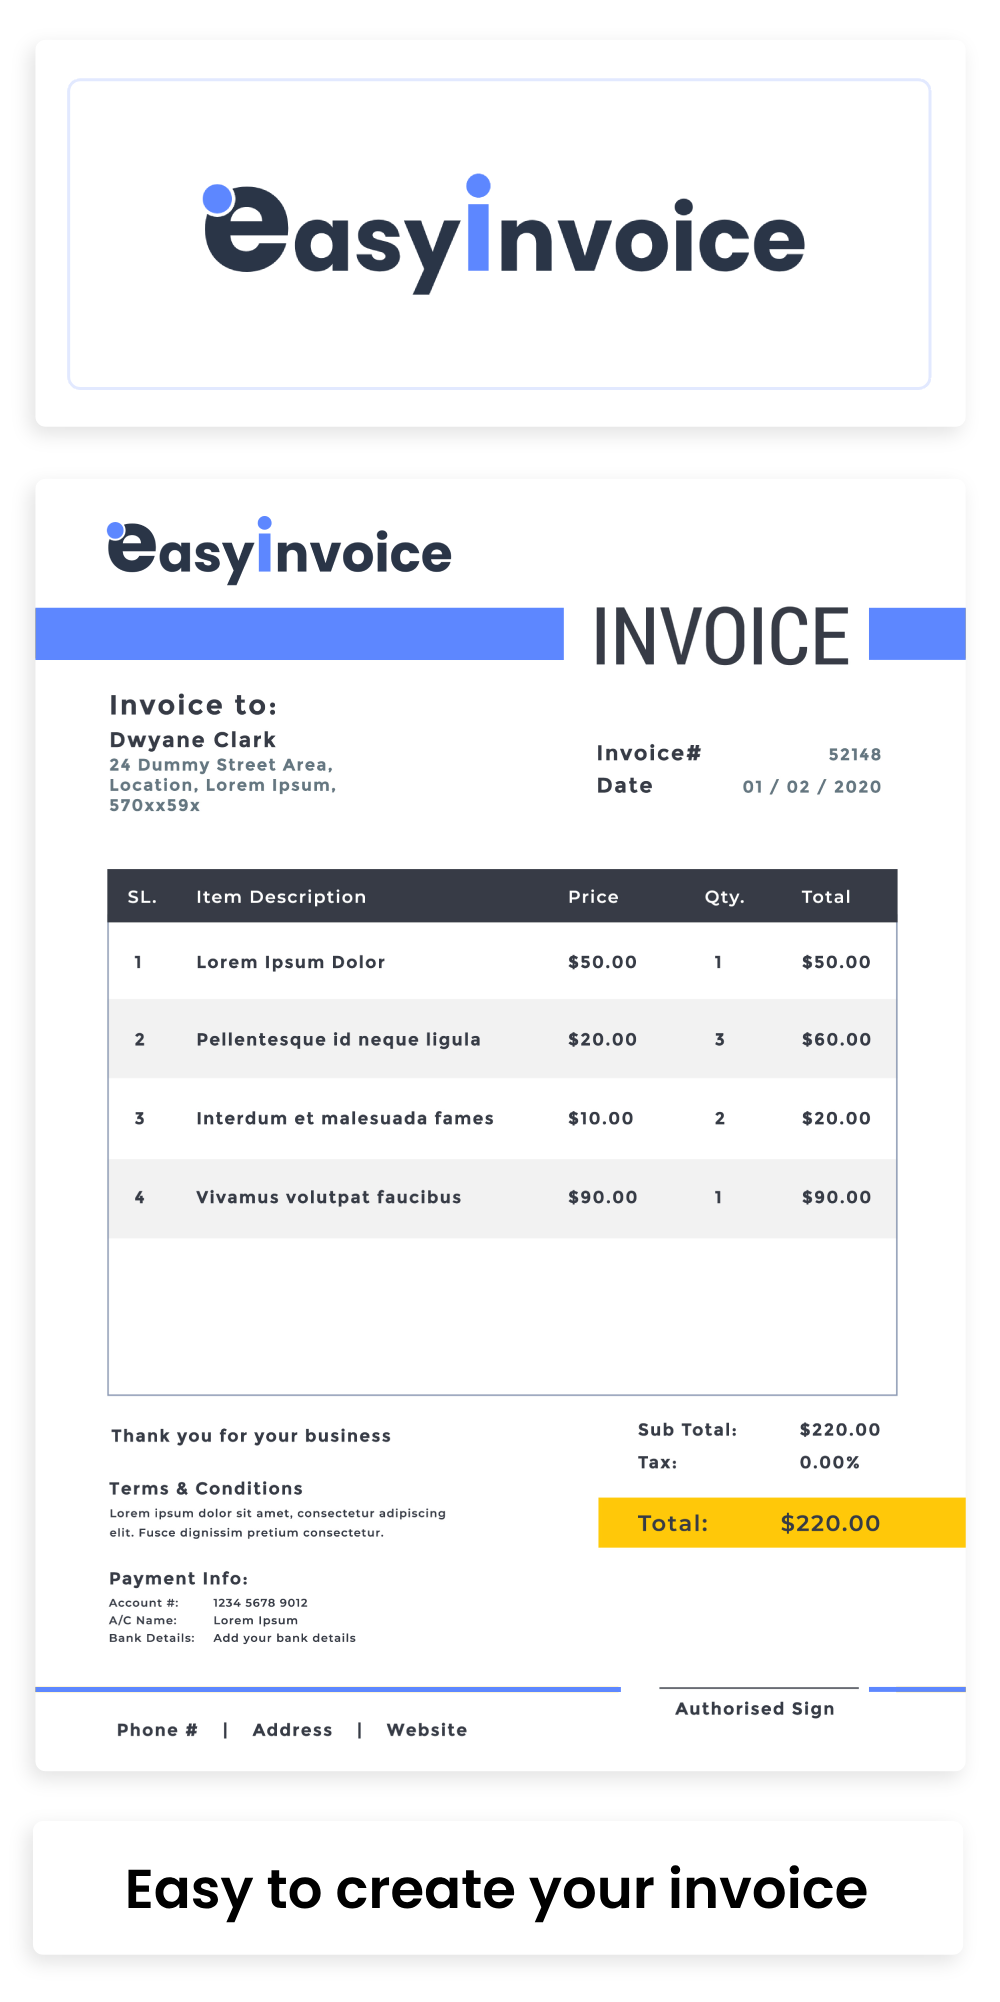 easyinvoice
easyinvoice
INVOICE
Invoice to:
Dwyane Clark
24 Dummy Street Area,
Location, Lorem Ipsum,
570xx59x
Invoice# 52148
Date 01 / 02 / 2020
SL. Item Description Price Qty. Total
1 Lorem Ipsum Dolor $50.00 1 $50.00
2 Pellentesque id neque ligula $20.00 3 $60.00
3 Interdum et malesuada fames $10.00 2 $20.00
4 Vivamus volutpat faucibus $90.00 1 $90.00
Thank you for your business
Sub Total: $220.00
Tax: 0.00%
Total: $220.00
Terms & Conditions
Lorem ipsum dolor sit amet, consectetur adipiscing
elit. Fusce dignissim pretium consectetur.
Payment Info:
Account #: 1234 5678 9012
A/C Name: Lorem Ipsum
Bank Details: Add your bank details
Authorised Sign
Phone # | Address | Website
Easy to create your invoice